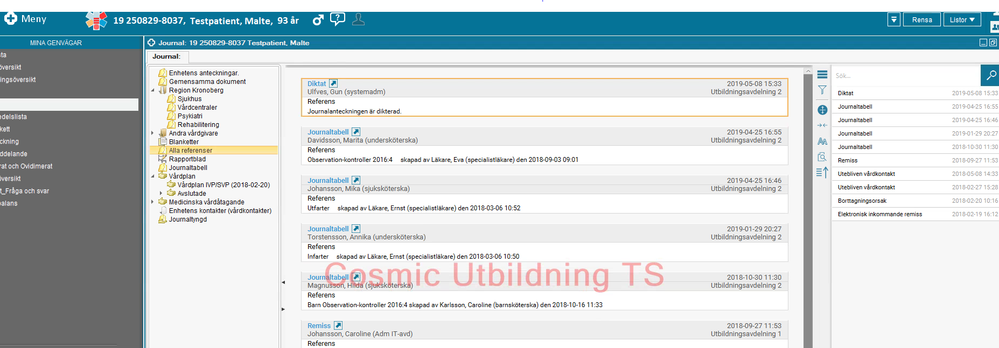 Meny
19 250829-8037, Testpatient, Malte, 93 år
Rensa
Listor
MINA GENVÄGAR
Journal: 19 250829-8037 Testpatient, Malte
sta
översikt
ingsöversikt
edelslista
kett
ckning
ddelande
rat och Ovidimerat
versikt
t_Fråga och svar
balans
Journal:
Enhetens anteckningar.
Gemensamma dokument
Region Kronoberg
Sjukhus
Vårdcentraler
Psykiatri
Rehabilitering
Andra vårdgivare
Blanketter
Alla referenser
Rapportblad
Journaltabell
Vårdplan
Vårdplan IVP/SVP (2018-02-20)
Avslutade
Medicinska vårdåtagande
Enhetens kontakter (vårdkontakter)
Journaltyngd
Diktat 2019-05-08 15:33
Ulfves, Gun (systemadm) Utbildningsavdelning 2
Referens
Journalanteckningen är dikterad.
Journaltabell 2019-04-25 16:55
Davidsson, Marita (undersköterska) Utbildningsavdelning 2
Referens
Observation-kontroller 2016:4 skapad av Läkare, Eva (specialistläkare) den 2018-09-03 09:01
Journaltabell 2019-04-25 16:46
Johansson, Mika (sjuksköterska) Utbildningsavdelning 2
Referens
Utfarter skapad av Läkare, Ernst (specialistläkare) den 2018-03-06 10:52
Journaltabell 2019-01-29 20:27
Torstensson, Annika (undersköterska) Utbildningsavdelning 2
Referens
Infarter skapad av Läkare, Ernst (specialistläkare) den 2018-03-06 10:50
Cosmic Utbildning TS
Journaltabell 2018-10-30 11:30
Magnusson, Hilda (sjuksköterska) Utbildningsavdelning 2
Referens
Barn Observation-kontroller 2016:4 skapad av Karlsson, Caroline (barnsköterska) den 2018-10-16 11:33
Remiss 2018-09-27 11:53
Johansson, Caroline (Adm IT-avd) Utbildningsavdelning 1
Referens
AA
Sök...
Diktat 2019-05-08 15:33
Journaltabell 2019-04-25 16:55
Journaltabell 2019-04-25 16:46
Journaltabell 2019-01-29 20:27
Journaltabell 2018-10-30 11:30
Remiss 2018-09-27 11:53
Utebliven vårdkontakt 2018-05-08 14:33
Utebliven vårdkontakt 2018-02-27 15:28
Borttagningsorsak 2018-02-20 10:16
Elektronisk inkommande remiss 2018-02-19 16:12